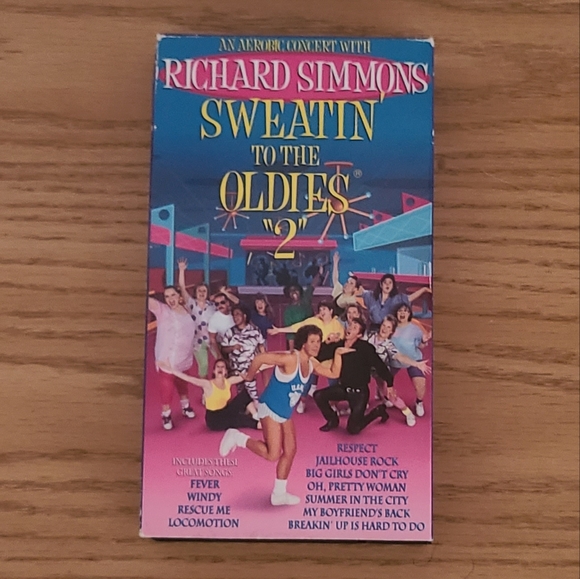 AN AEROBIC CONCERT WITH
RICHARD SIMMONS
SWEATIN'
TO THE
OLDIES®
"2"
INCLUDES THESE
GREAT SONGS:
FEVER
WINDY
RESCUE ME
LOCOMOTION
RESPECT
JAILHOUSE ROCK
BIG GIRLS DON'T CRY
OH, PRETTY WOMAN
SUMMER IN THE CITY
MY BOYFRIEND'S BACK
BREAKIN' UP IS HARD TO DO